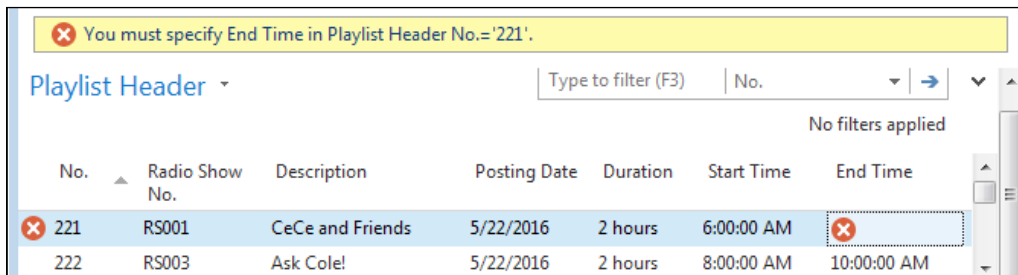 You must specify End Time in Playlist Header No.='221'.
Playlist Header
Type to filter (F3) No.
No filters applied
No. Radio Show No. Description Posting Date Duration Start Time End Time
221 RS001 CeCe and Friends 5/22/2016 2 hours 6:00:00 AM
222 RS003 Ask Cole! 5/22/2016 2 hours 8:00:00 AM 10:00:00 AM